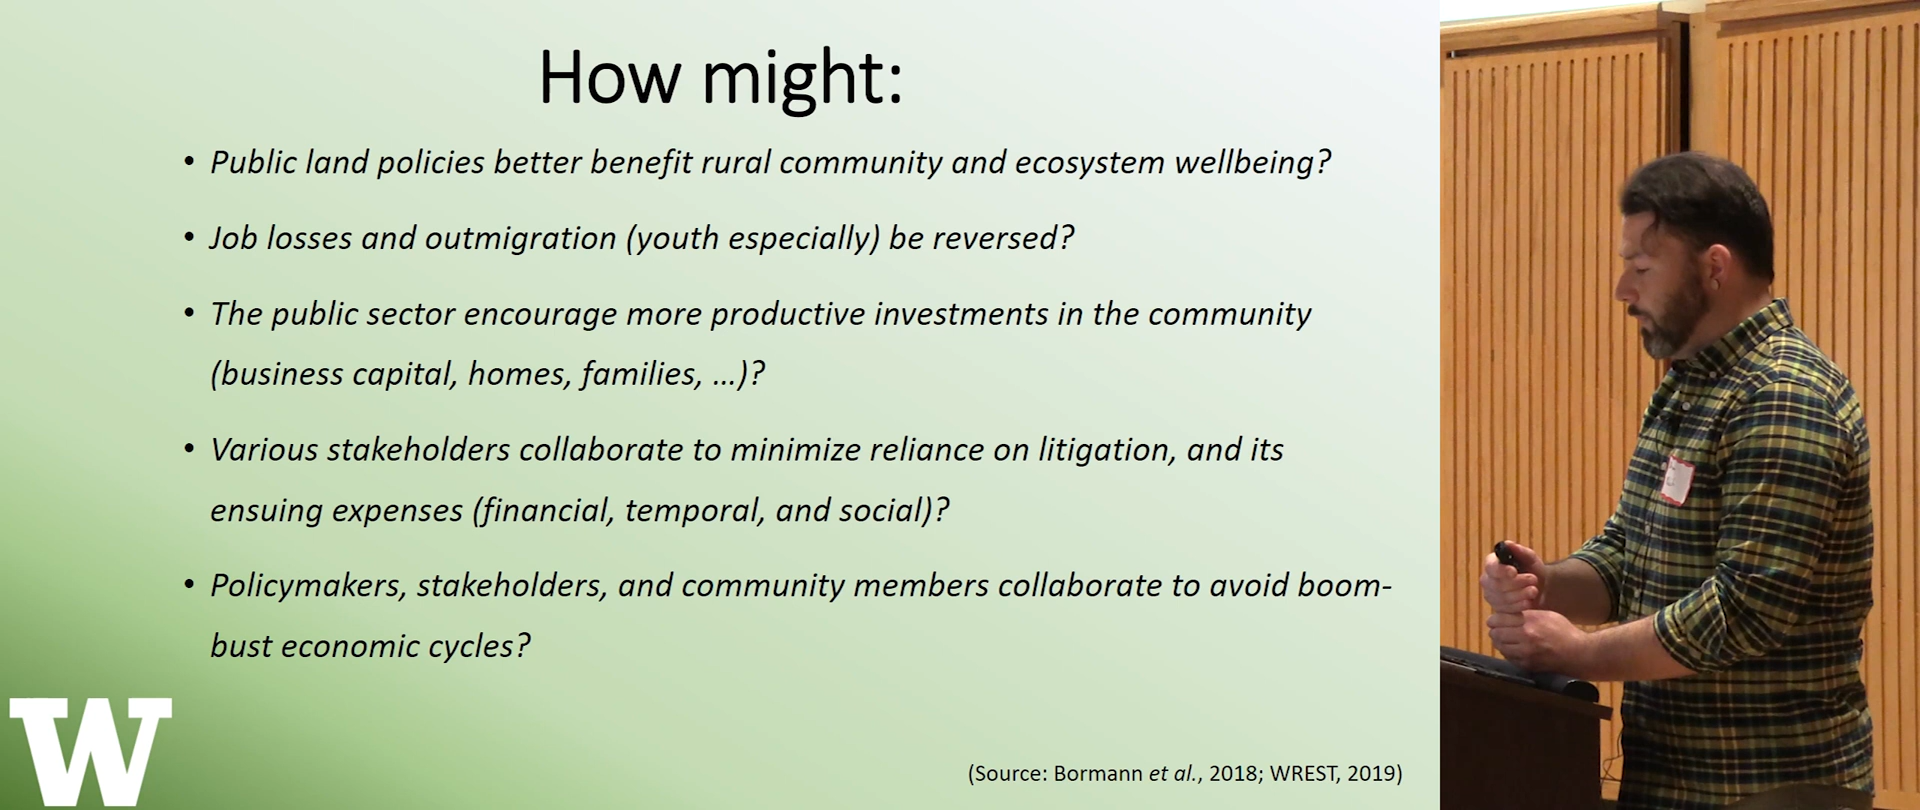 How might:
• Public land policies better benefit rural community and ecosystem wellbeing?
• Job losses and outmigration (youth especially) be reversed?
• The public sector encourage more productive investments in the community
(business capital, homes, families, …)?
• Various stakeholders collaborate to minimize reliance on litigation, and its
ensuing expenses (financial, temporal, and social)?
• Policymakers, stakeholders, and community members collaborate to avoid boom-
bust economic cycles?
W
(Source: Bormann et al., 2018; WREST, 2019)